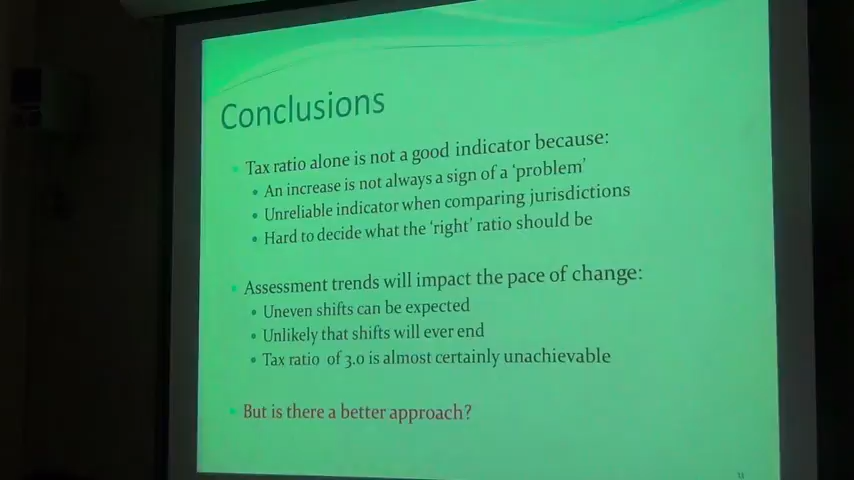 Conclusions
Tax ratio alone is not a good indicator because:
An increase is not always a sign of a 'problem'
Unreliable indicator when comparing jurisdictions
Hard to decide what the 'right' ratio should be
Assessment trends will impact the pace of change:
Uneven shifts can be expected
Unlikely that shifts will ever end
Tax ratio of 3.0 is almost certainly unachievable
But is there a better approach?